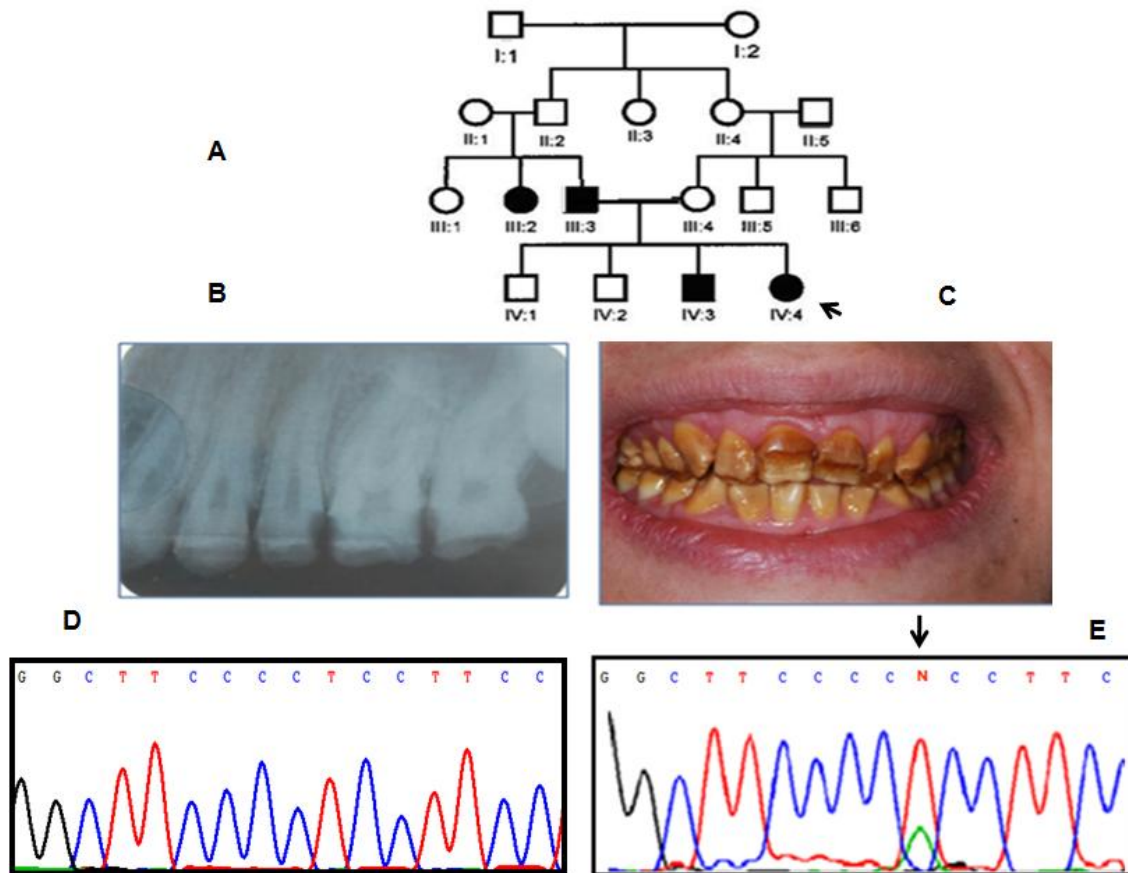 I:1 I:2
II:1 II:2 II:3 II:4 II:5
A
III:1 III:2 III:3 III:4 III:5 III:6
B C
IV:1 IV:2 IV:3 IV:4
D E
G G C T T C C C C T C C T T C C
G G C T T C C C C N C C T T C